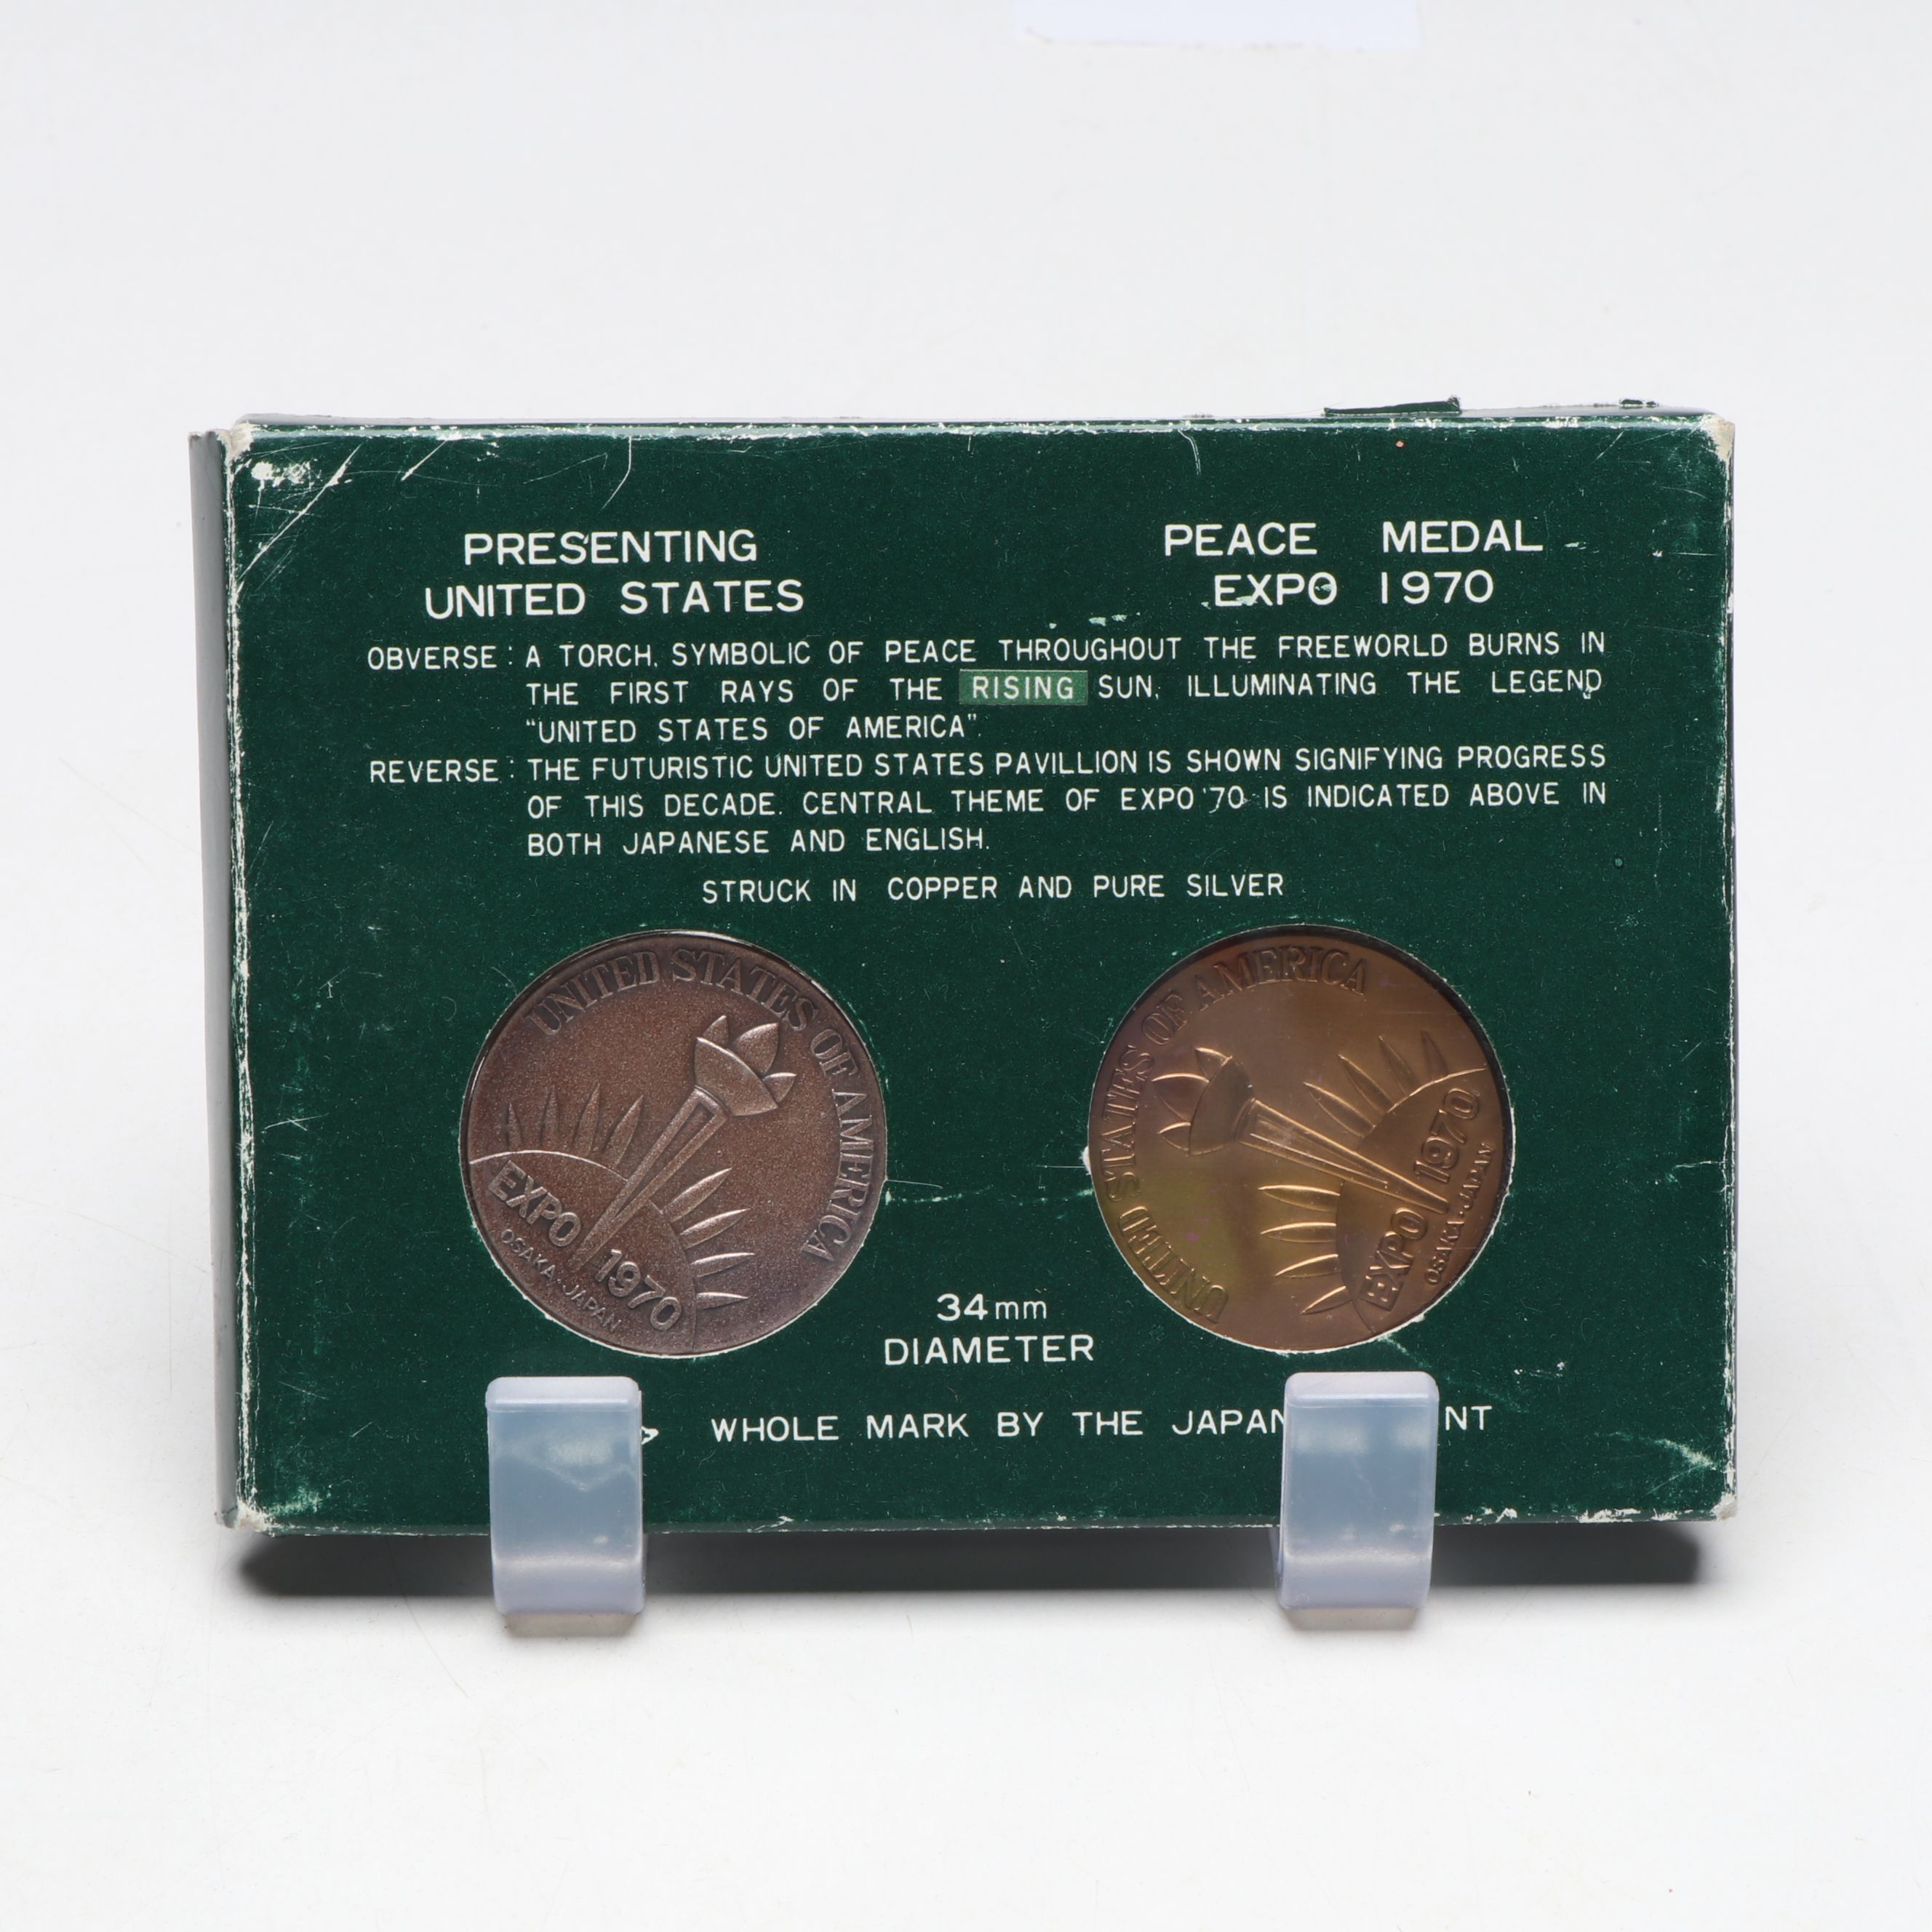 PRESENTING PEACE MEDAL
UNITED STATES EXPO 1970
OBVERSE : A TORCH, SYMBOLIC OF PEACE THROUGHOUT THE FREEWORLD BURNS IN
THE FIRST RAYS OF THE RISING SUN, ILLUMINATING THE LEGEND
"UNITED STATES OF AMERICA".
REVERSE : THE FUTURISTIC UNITED STATES PAVILLION IS SHOWN SIGNIFYING PROGRESS
OF THIS DECADE. CENTRAL THEME OF EXPO '70 IS INDICATED ABOVE IN
BOTH JAPANESE AND ENGLISH.
STRUCK IN COPPER AND PURE SILVER
UNITED STATES OF AMERICA
EXPO 1970
OSAKA·JAPAN
UNITED STATES OF AMERICA
EXPO 1970
OSAKA·JAPAN
34mm
DIAMETER
WHOLE MARK BY THE